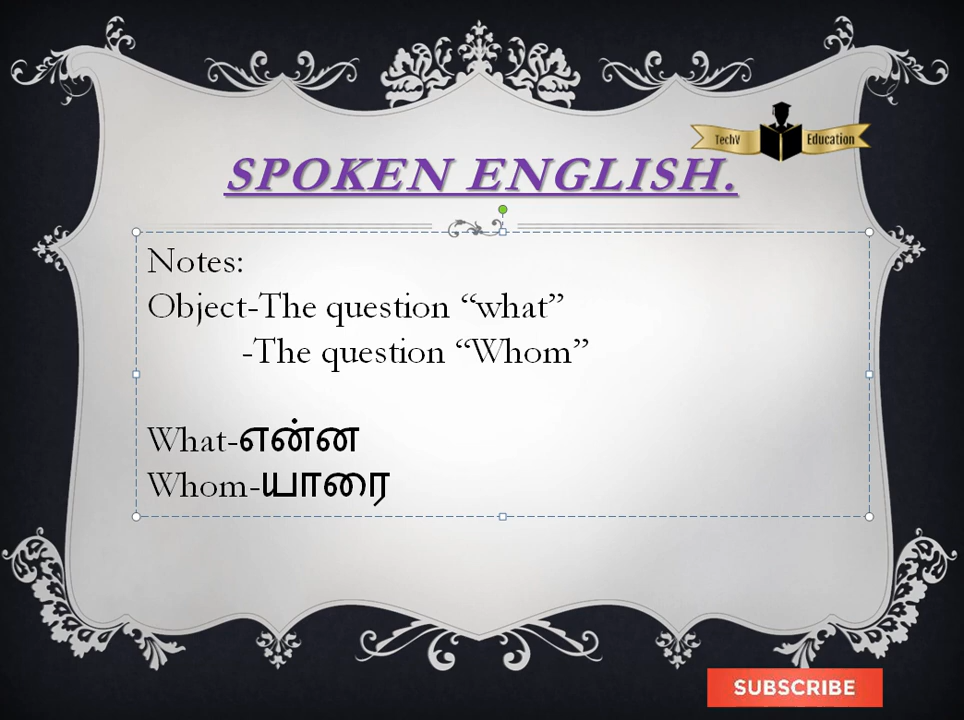 TechV Education
SPOKEN ENGLISH.
Notes:
Object-The question “what”
-The question “Whom”
What-என்ன
Whom-யாரை
SUBSCRIBE